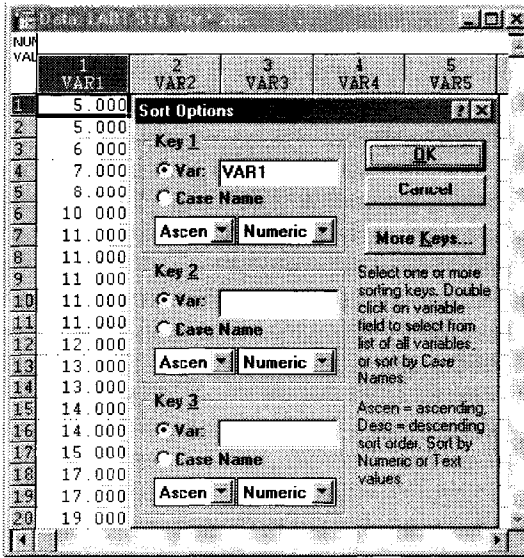 Data: LAB1.STA 10v * 20c
NUM
VAL
1 2 3 4 5
VAR1 VAR2 VAR3 VAR4 VAR5
1 5.000
2 5.000
3 6 000
4 7.000
5 8.000
6 10 000
7 11.000
8 11.000
9 11 000
10 11.000
11 11.000
12 12.000
13 13.000
14 13.000
15 14.000
16 14.000
17 15 000
18 17.000
19 17.000
20 19 000
Sort Options
Key 1
Var: VAR1
Case Name
Ascen Numeric
Key 2
Var:
Case Name
Ascen Numeric
Key 3
Var:
Case Name
Ascen Numeric
OK
Cancel
More Keys...
Select one or more
sorting keys. Double
click on variable
field to select from
list of all variables,
or sort by Case
Names.
Ascen = ascending,
Desc = descending
sort order. Sort by
Numeric or Text
values.